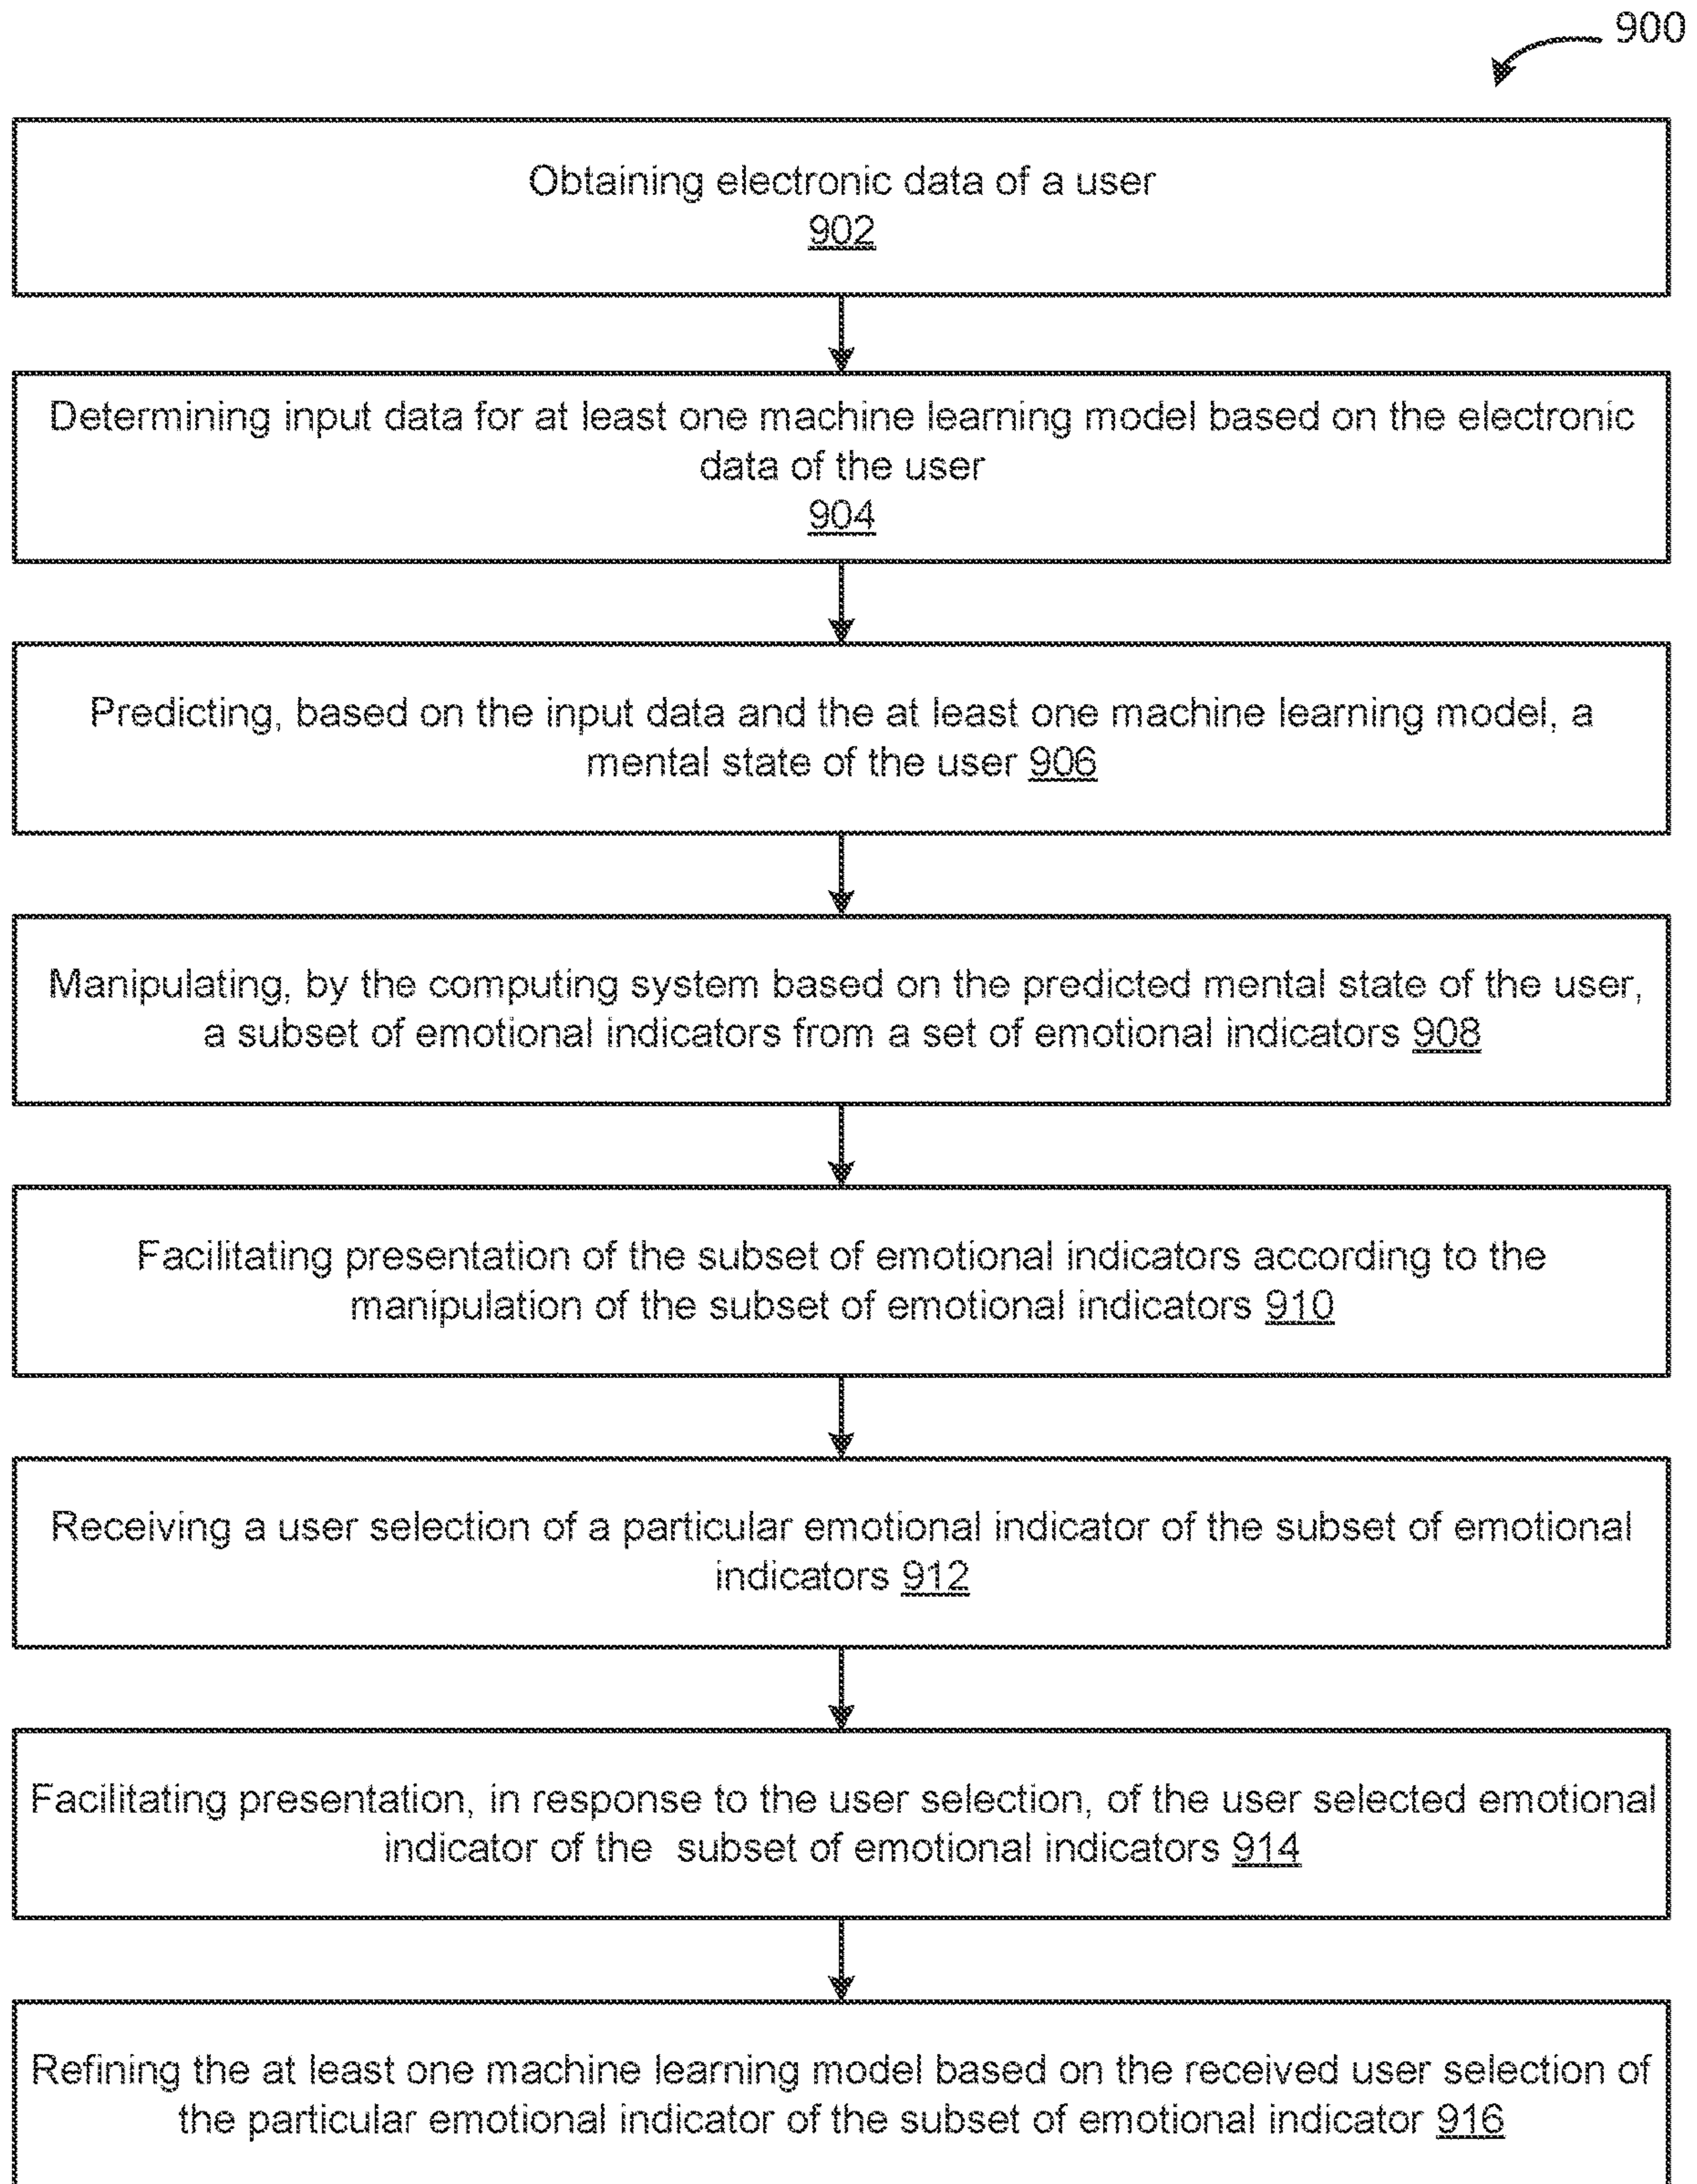 900
Obtaining electronic data of a user
902
Determining input data for at least one machine learning model based on the electronic
data of the user
904
Predicting, based on the input data and the at least one machine learning model, a
mental state of the user 906
Manipulating, by the computing system based on the predicted mental state of the user,
a subset of emotional indicators from a set of emotional indicators 908
Facilitating presentation of the subset of emotional indicators according to the
manipulation of the subset of emotional indicators 910
Receiving a user selection of a particular emotional indicator of the subset of emotional
indicators 912
Facilitating presentation, in response to the user selection, of the user selected emotional
indicator of the subset of emotional indicators 914
Refining the at least one machine learning model based on the received user selection of
the particular emotional indicator of the subset of emotional indicator 916